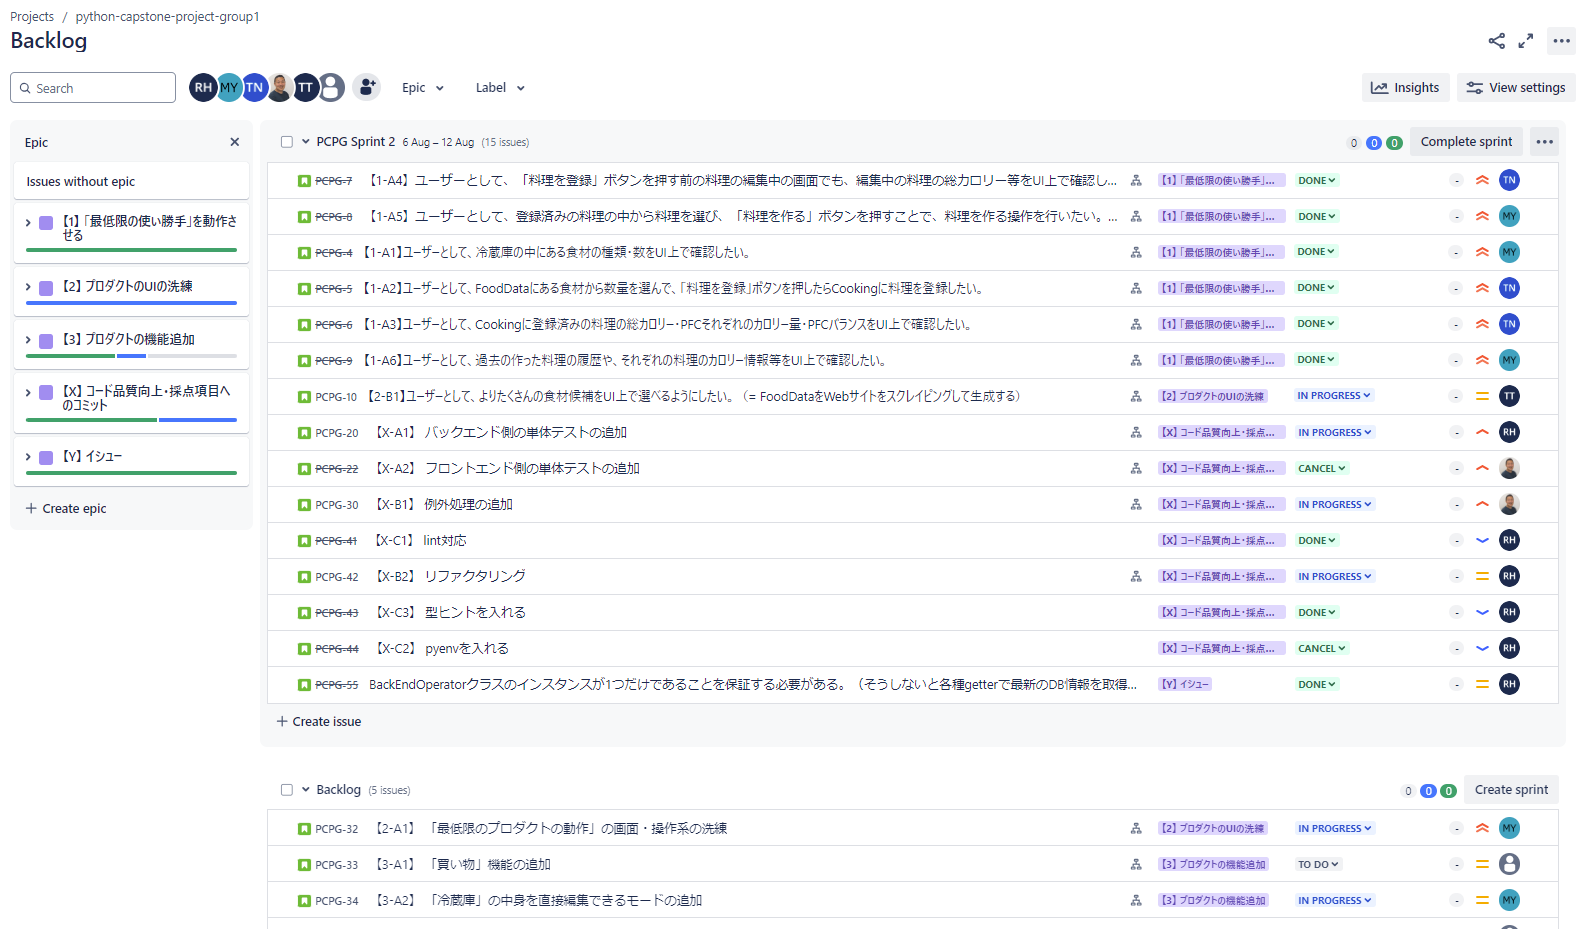 Projects / python-capstone-project-group1
Backlog
Search
RH MY TN TT
Epic
Label
Insights
View settings
Epic
Issues without epic
【1】「最低限の使い勝手」を動作さ
せる
【2】 プロダクトのUIの洗練
【3】 プロダクトの機能追加
【X】 コード品質向上・採点項目へ
のコミット
【Y】 イシュー
Create epic
PCPG Sprint 2 6 Aug – 12 Aug (15 issues) 0 0 0 Complete sprint
PCPG-7 【1-A4】 ユーザーとして、「料理を登録」ボタンを押す前の料理の編集中の画面でも、編集中の料理の総カロリー等をUI上で確認し... 【1】「最低限の使い勝手」... DONE - TN
PCPG-8 【1-A5】 ユーザーとして、登録済みの料理の中から料理を選び、「料理を作る」ボタンを押すことで、料理を作る操作を行いたい。... 【1】「最低限の使い勝手」... DONE - MY
PCPG-4 【1-A1】ユーザーとして、冷蔵庫の中にある食材の種類・数をUI上で確認したい。 【1】「最低限の使い勝手」... DONE - MY
PCPG-5 【1-A2】ユーザーとして、FoodDataにある食材から数量を選んで、「料理を登録」ボタンを押したらCookingに料理を登録したい。 【1】「最低限の使い勝手」... DONE - TN
PCPG-6 【1-A3】ユーザーとして、Cookingに登録済みの料理の総カロリー・PFCそれぞれのカロリー量・PFCバランスをUI上で確認したい。 【1】「最低限の使い勝手」... DONE - TN
PCPG-9 【1-A6】ユーザーとして、過去の作った料理の履歴や、それぞれの料理のカロリー情報等をUI上で確認したい。 【1】「最低限の使い勝手」... DONE - MY
PCPG-10 【2-B1】ユーザーとして、よりたくさんの食材候補をUI上で選べるようにしたい。（= FoodDataをWebサイトをスクレイピングして生成する） 【2】 プロダクトのUIの洗練 IN PROGRESS - TT
PCPG-20 【X-A1】 バックエンド側の単体テストの追加 【X】 コード品質向上・採点... IN PROGRESS - RH
PCPG-22 【X-A2】 フロントエンド側の単体テストの追加 【X】 コード品質向上・採点... CANCEL -
PCPG-30 【X-B1】 例外処理の追加 【X】 コード品質向上・採点... IN PROGRESS -
PCPG-41 【X-C1】 lint対応 【X】 コード品質向上・採点... DONE - RH
PCPG-42 【X-B2】 リファクタリング 【X】 コード品質向上・採点... IN PROGRESS - RH
PCPG-43 【X-C3】 型ヒントを入れる 【X】 コード品質向上・採点... DONE - RH
PCPG-44 【X-C2】 pyenvを入れる 【X】 コード品質向上・採点... CANCEL - RH
PCPG-55 BackEndOperatorクラスのインスタンスが1つだけであることを保証する必要がある。（そうしないと各種getterで最新のDB情報を取得... 【Y】 イシュー DONE - RH
Create issue
Backlog (5 issues) 0 0 0 Create sprint
PCPG-32 【2-A1】 「最低限のプロダクトの動作」の画面・操作系の洗練 【2】 プロダクトのUIの洗練 IN PROGRESS - MY
PCPG-33 【3-A1】 「買い物」機能の追加 【3】 プロダクトの機能追加 TO DO -
PCPG-34 【3-A2】 「冷蔵庫」の中身を直接編集できるモードの追加 【3】 プロダクトの機能追加 IN PROGRESS - MY